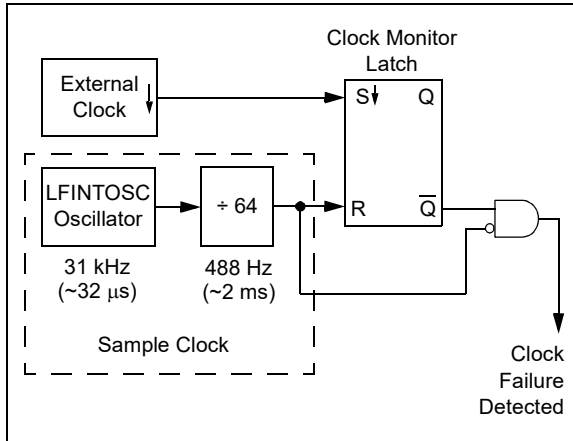 Clock Monitor
Latch
External
Clock
S
Q
LFINTOSC
Oscillator
÷ 64
R
Q̅
31 kHz
(~32 μs)
488 Hz
(~2 ms)
Sample Clock
Clock
Failure
Detected